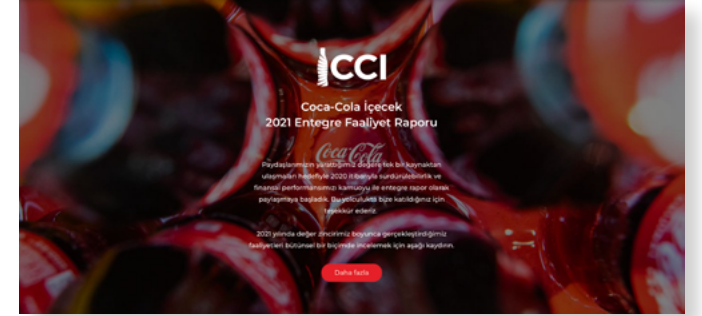 CCI
Coca-Cola İçecek
2021 Entegre Faaliyet Raporu
Coca-Cola
Paydaşlarımızın yarattığımız değere tek bir kaynaktan
ulaşmaları hedefiyle 2020 itibarıyla sürdürülebilirlik ve
finansal performansımızı kamuoyu ile entegre rapor olarak
paylaşmaya başladık. Bu yolculukta bize katıldığınız için
teşekkür ederiz.
2021 yılında değer zincirimiz boyunca gerçekleştirdiğimiz
faaliyetleri bütünsel bir biçimde incelemek için aşağı kaydırın.
Daha fazla